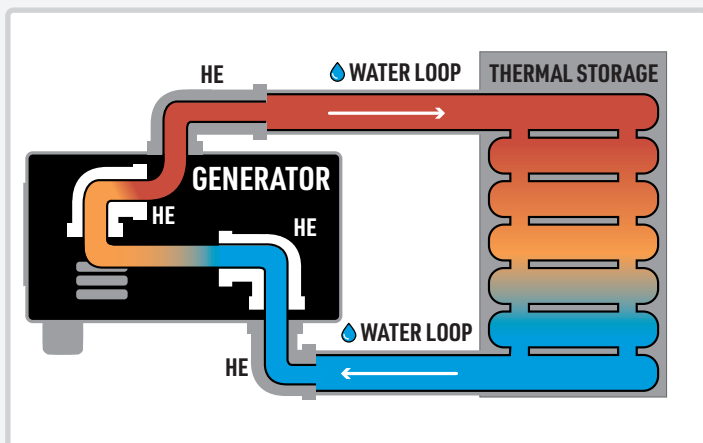 HE
WATER LOOP
THERMAL STORAGE
GENERATOR
HE
HE
WATER LOOP
HE